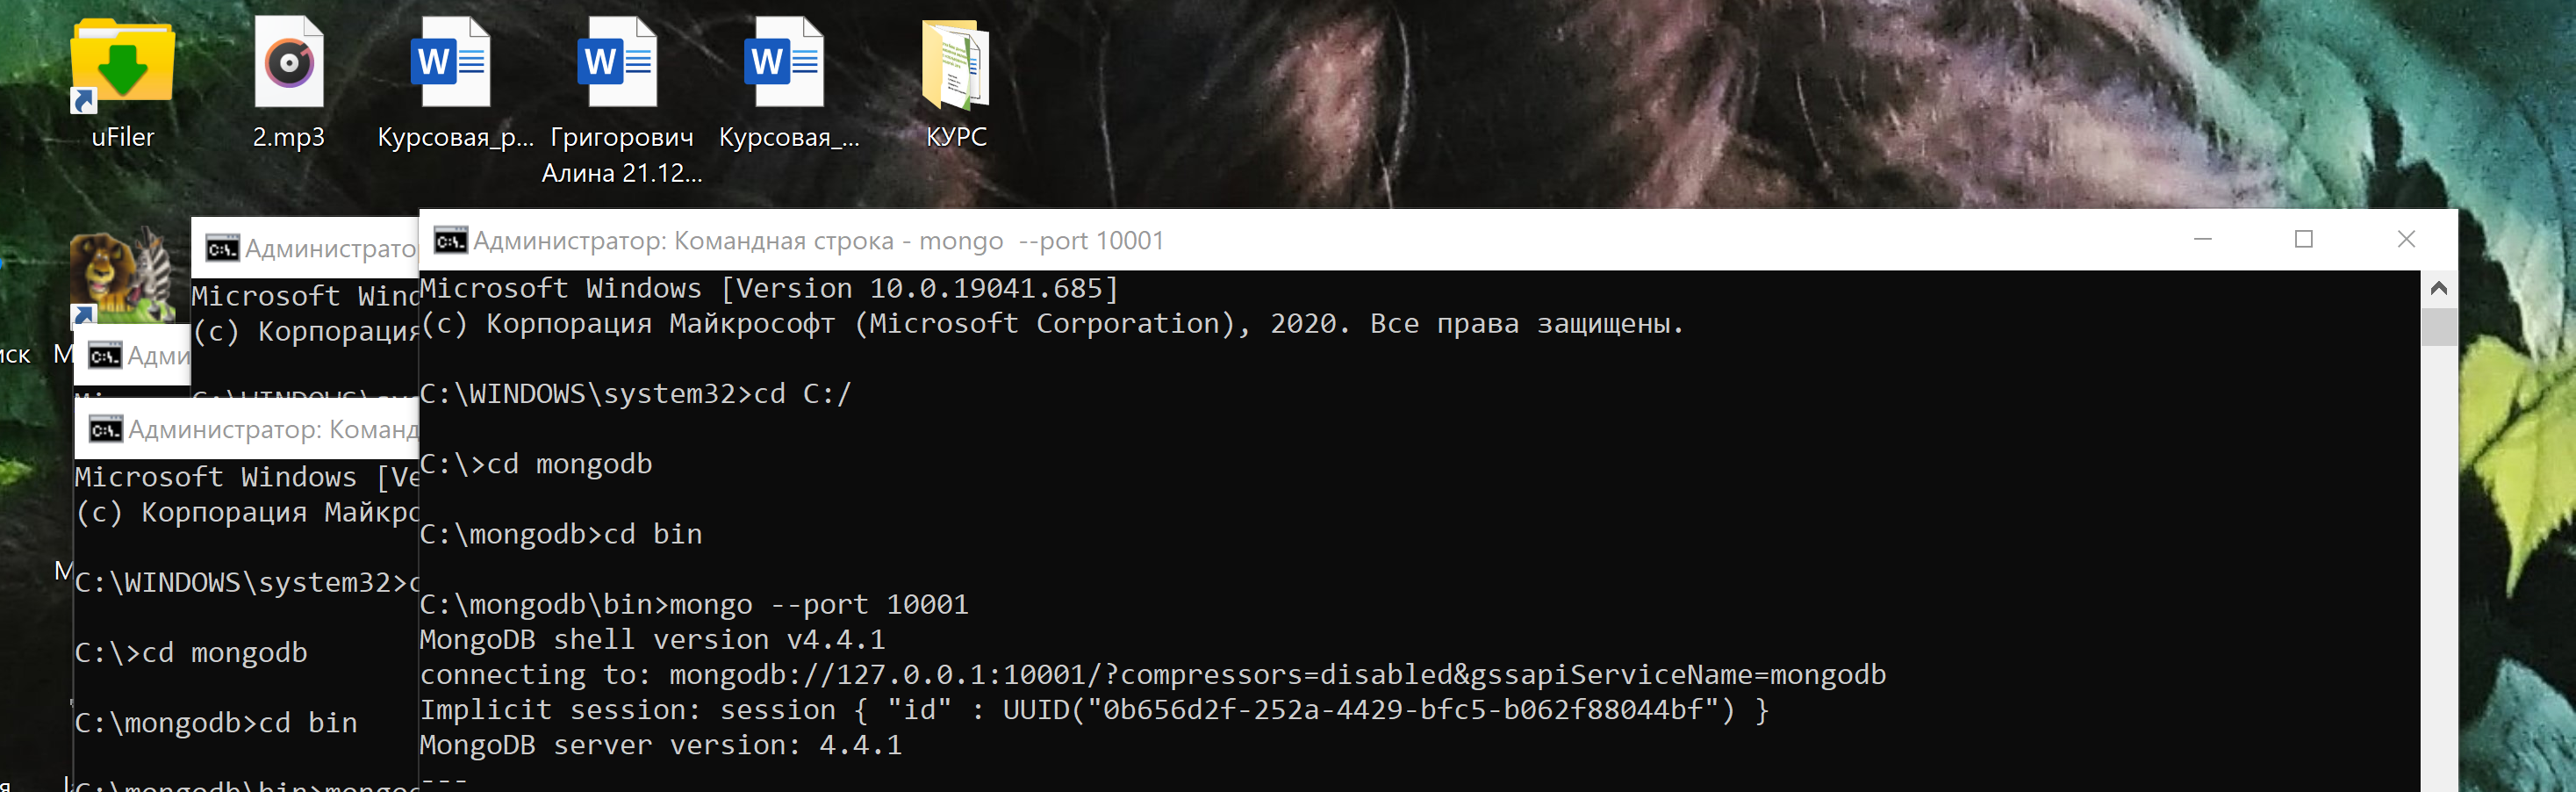 uFiler
2.mp3
Курсовая_р...
Григорович
Алина 21.12...
Курсовая_...
КУРС
Администрато
Microsoft Wind
(c) Корпорация
Адми
Администратор: Команд
Microsoft Windows [Ve
(c) Корпорация Майкро
C:\WINDOWS\system32>c
C:\>cd mongodb
C:\mongodb>cd bin
C:\mongodb\bin>mongo
Администратор: Командная строка - mongo  --port 10001
Microsoft Windows [Version 10.0.19041.685]
(c) Корпорация Майкрософт (Microsoft Corporation), 2020. Все права защищены.
C:\WINDOWS\system32>cd C:/
C:\>cd mongodb
C:\mongodb>cd bin
C:\mongodb\bin>mongo --port 10001
MongoDB shell version v4.4.1
connecting to: mongodb://127.0.0.1:10001/?compressors=disabled&gssapiServiceName=mongodb
Implicit session: session { "id" : UUID("0b656d2f-252a-4429-bfc5-b062f88044bf") }
MongoDB server version: 4.4.1
---